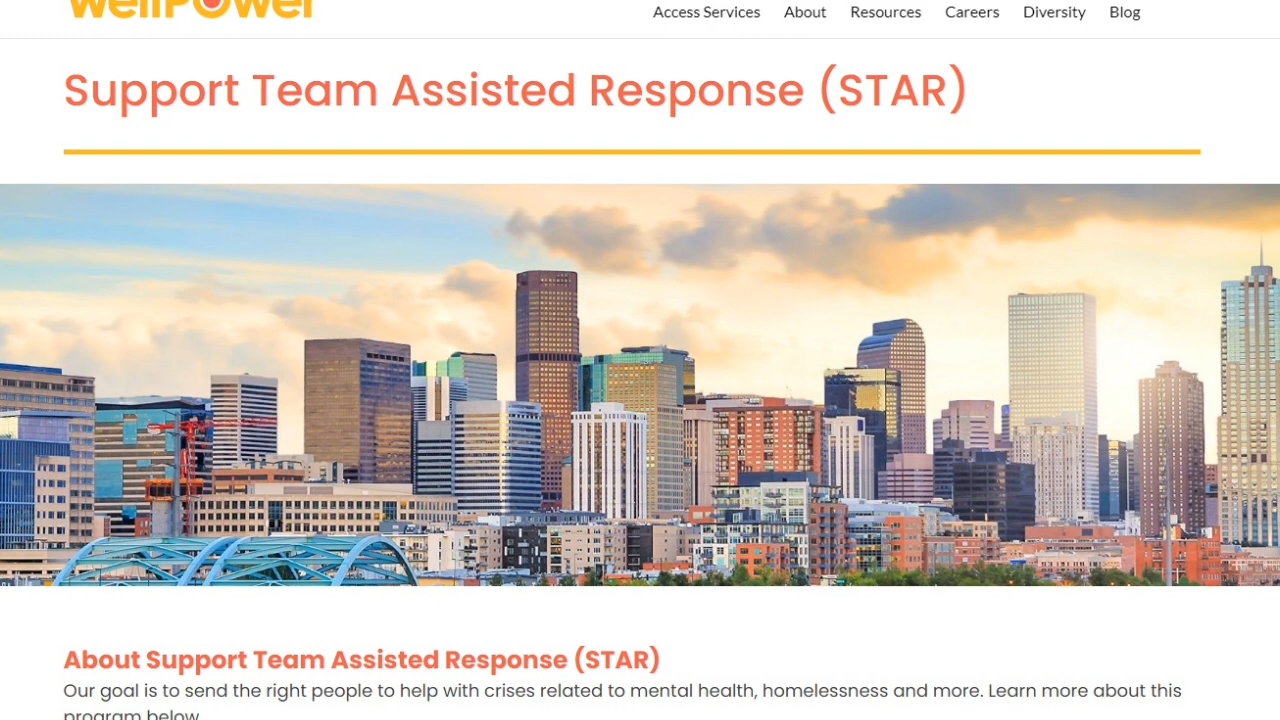 WellPower
Access Services About Resources Careers Diversity Blog
Support Team Assisted Response (STAR)
About Support Team Assisted Response (STAR)
Our goal is to send the right people to help with crises related to mental health, homelessness and more. Learn more about this
program below.